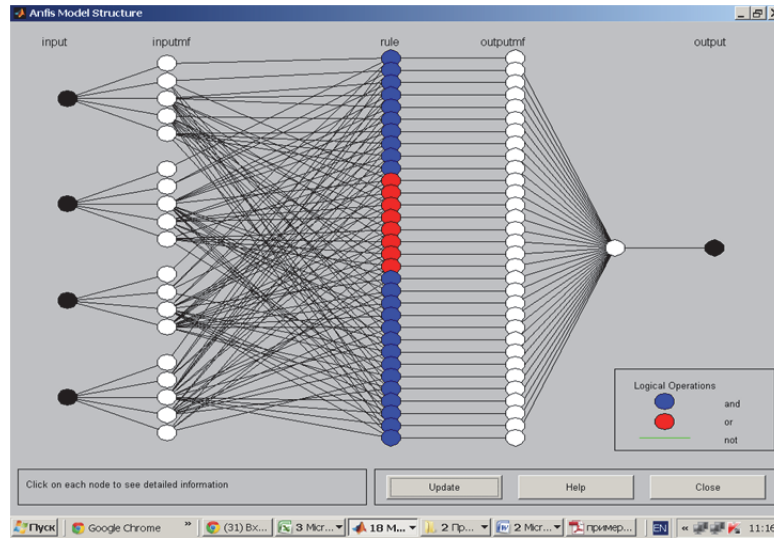 Anfis Model Structure
input inputmf rule outputmf output
Logical Operations
and
or
not
Click on each node to see detailed information
Update Help Close
Пуск Google Chrome » (31) Вх... 3 Micr... 18 M... 2 Пр... 2 Micr... пример... EN « 11:16